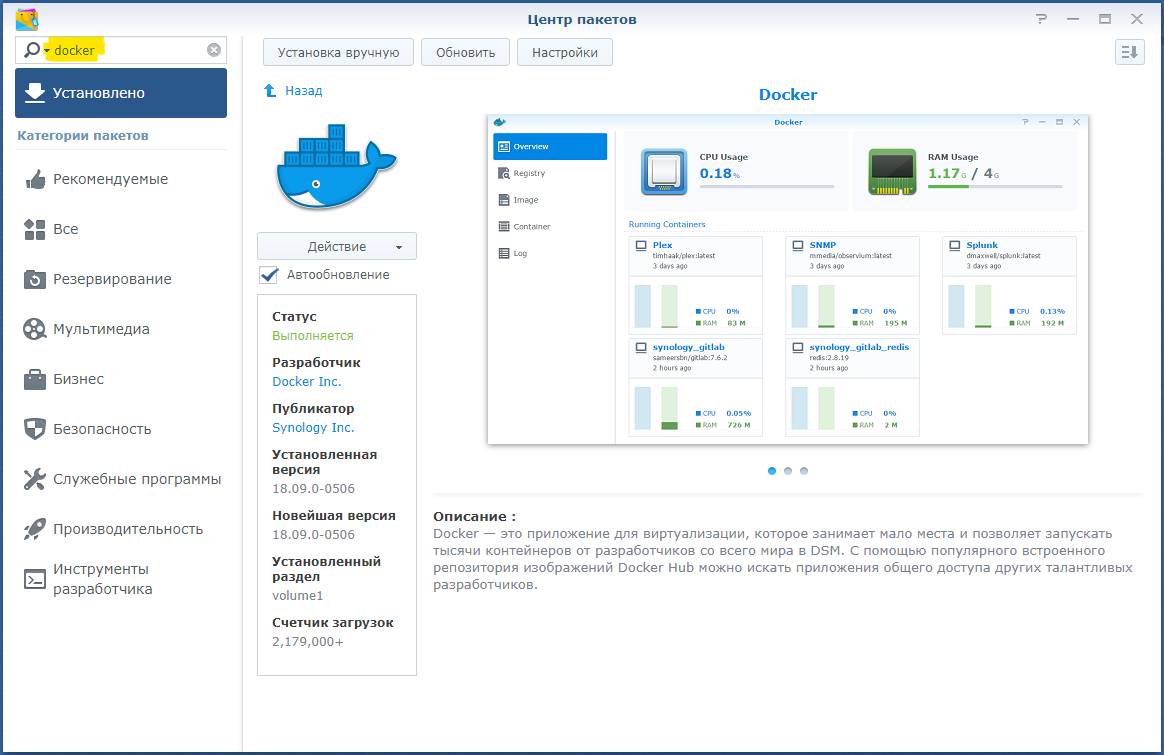 Центр пакетов
docker
Установлено
Категории пакетов
Рекомендуемые
Все
Резервирование
Мультимедиа
Бизнес
Безопасность
Служебные программы
Производительность
Инструменты
разработчика
Установка вручную
Обновить
Настройки
Назад
Действие
Автообновление
Статус
Выполняется
Разработчик
Docker Inc.
Публикатор
Synology Inc.
Установленная
версия
18.09.0-0506
Новейшая версия
18.09.0-0506
Установленный
раздел
volume1
Счетчик загрузок
2,179,000+
Docker
Docker
Overview
Registry
Image
Container
Log
CPU Usage
0.18%
RAM Usage
1.17G / 4G
Running Containers
Plex
timhaak/plex:latest
3 days ago
CPU 0%
RAM 83 M
SNMP
mmedia/observium:latest
3 days ago
CPU 0%
RAM 195 M
Splunk
dmaxwell/splunk:latest
3 days ago
CPU 0.13%
RAM 192 M
synology_gitlab
sameersbn/gitlab:7.6.2
2 hours ago
CPU 0.05%
RAM 726 M
synology_gitlab_redis
redis:2.8.19
2 hours ago
CPU 0%
RAM 2 M
Описание :
Docker — это приложение для виртуализации, которое занимает мало места и позволяет запускать
тысячи контейнеров от разработчиков со всего мира в DSM. С помощью популярного встроенного
репозитория изображений Docker Hub можно искать приложения общего доступа других талантливых
разработчиков.